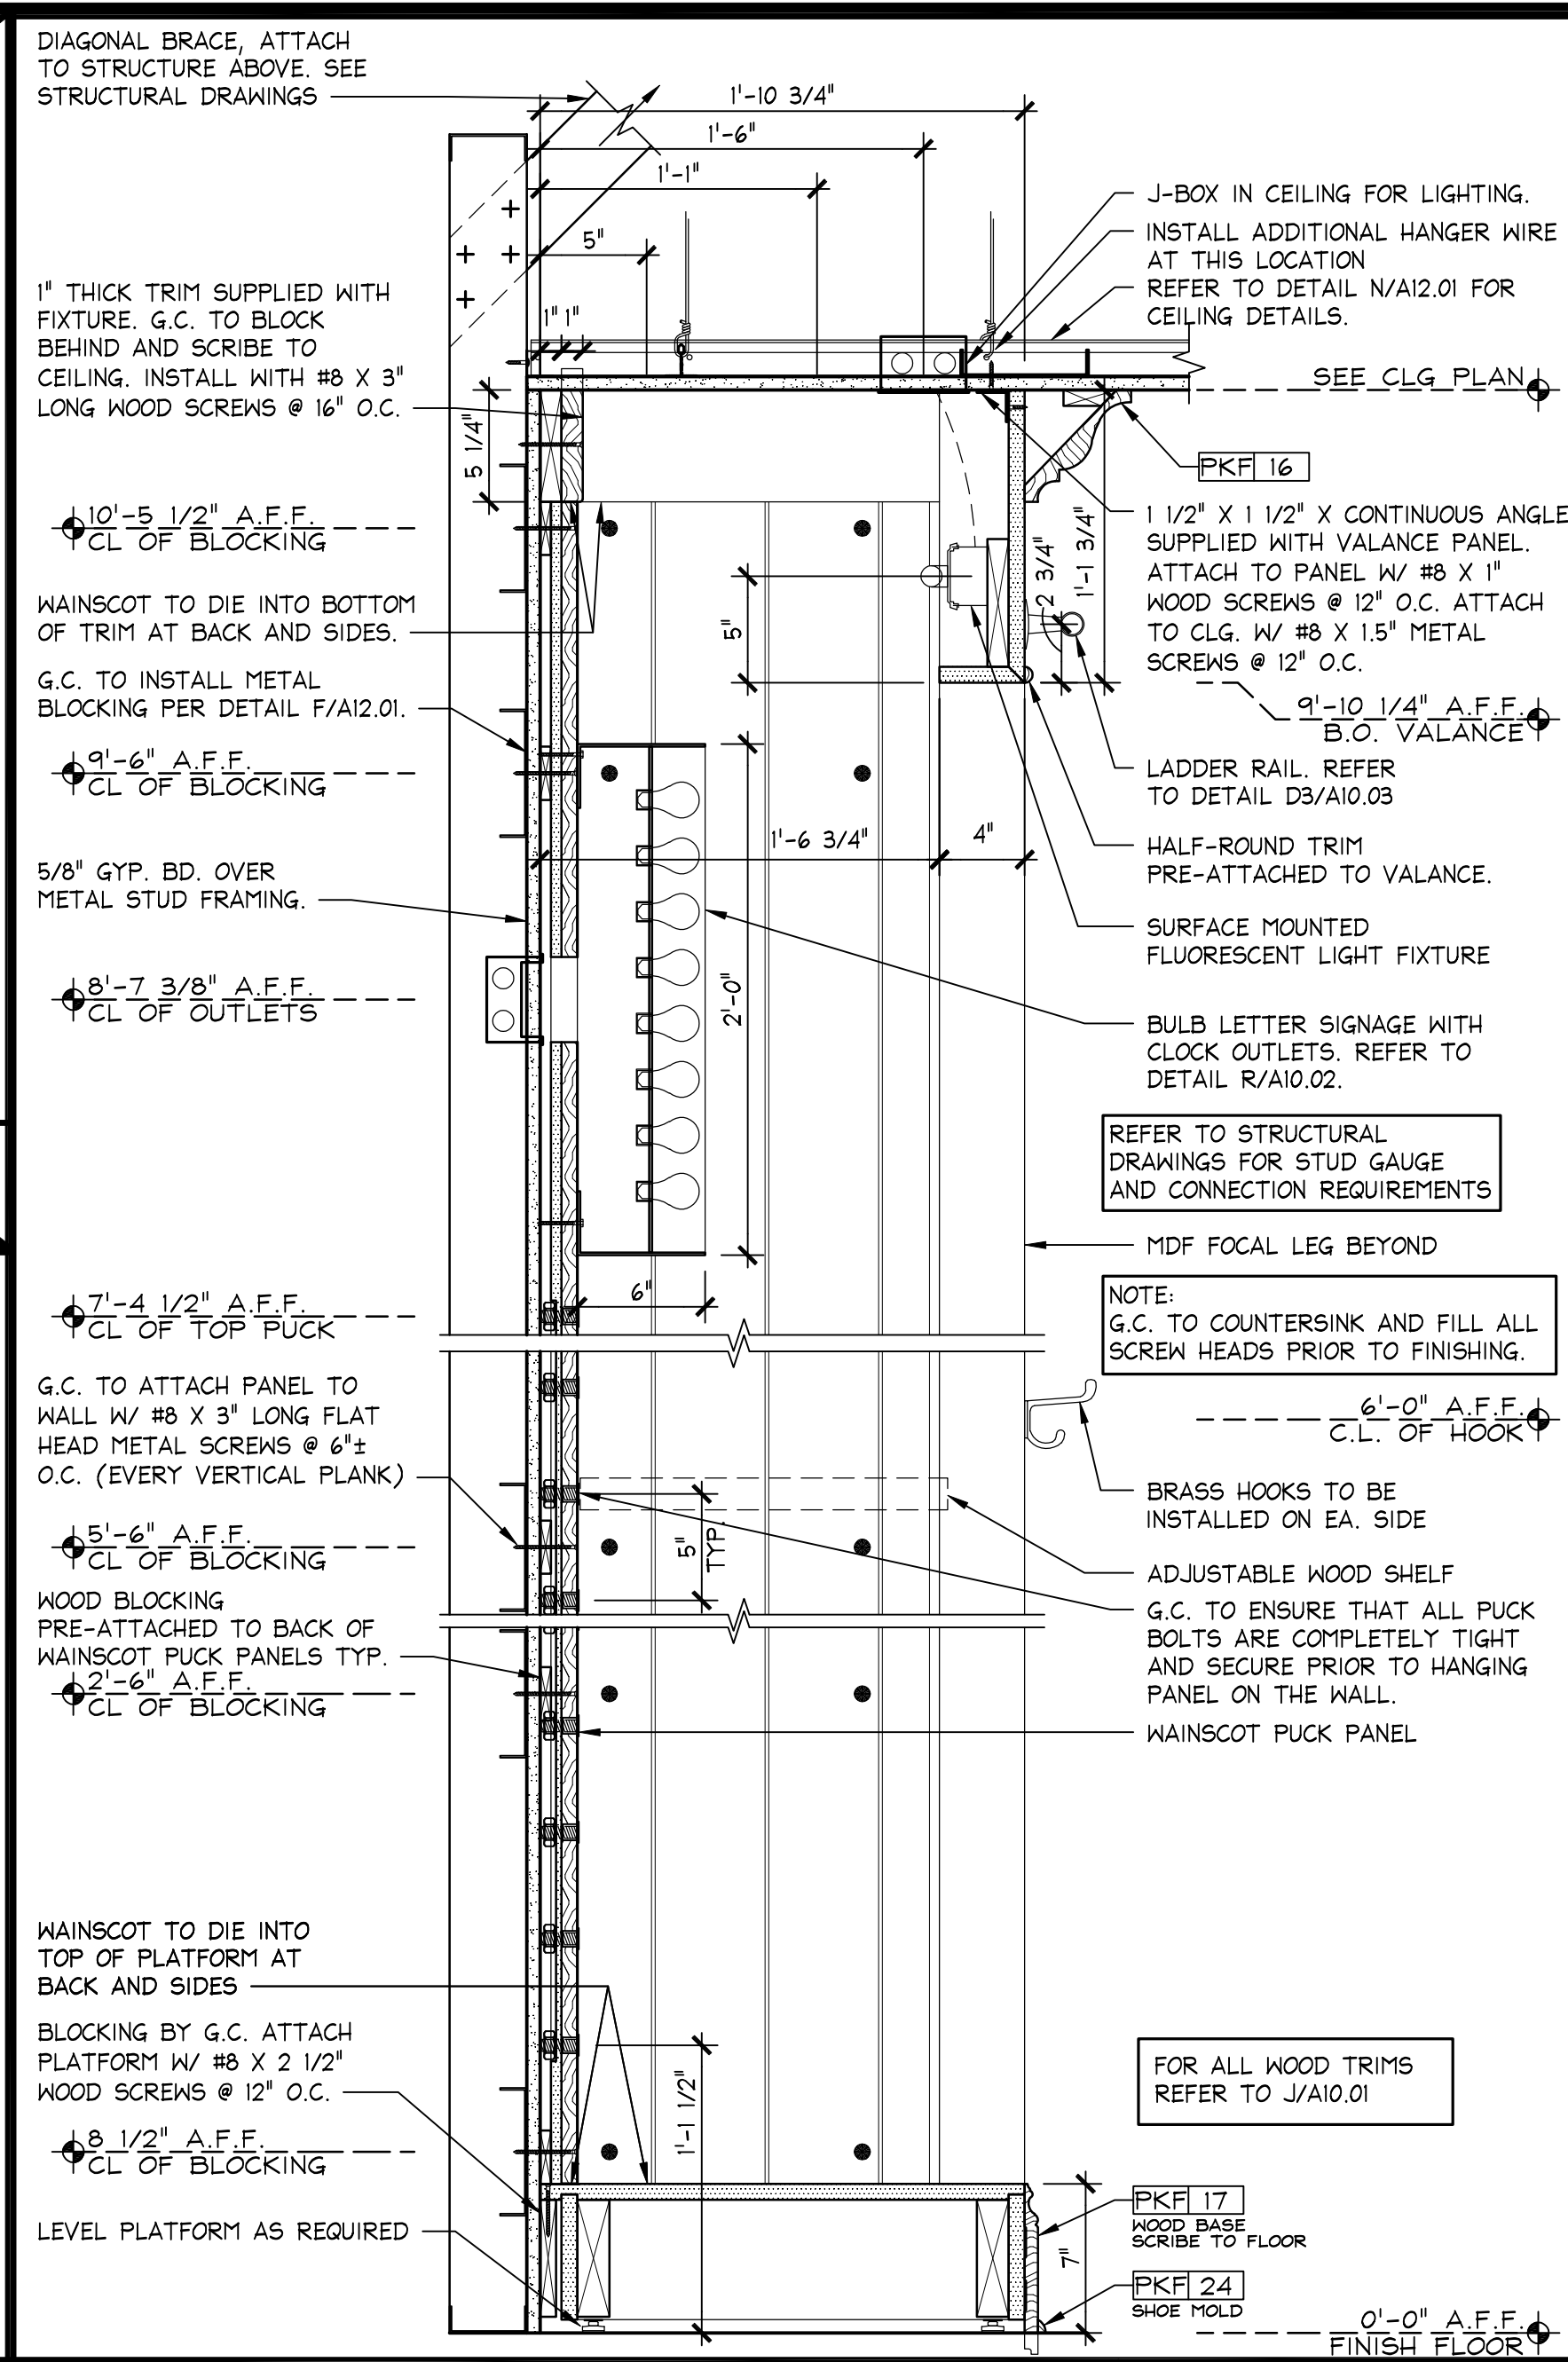 DIAGONAL BRACE, ATTACH
TO STRUCTURE ABOVE. SEE
STRUCTURAL DRAWINGS
1" THICK TRIM SUPPLIED WITH
FIXTURE. G.C. TO BLOCK
BEHIND AND SCRIBE TO
CEILING. INSTALL WITH #8 X 3"
LONG WOOD SCREWS @ 16" O.C.
10'-5 1/2" A.F.F.
CL OF BLOCKING
WAINSCOT TO DIE INTO BOTTOM
OF TRIM AT BACK AND SIDES.
G.C. TO INSTALL METAL
BLOCKING PER DETAIL F/A12.01.
9'-6" A.F.F.
CL OF BLOCKING
5/8" GYP. BD. OVER
METAL STUD FRAMING.
8'-7 3/8" A.F.F.
CL OF OUTLETS
7'-4 1/2" A.F.F.
CL OF TOP PUCK
G.C. TO ATTACH PANEL TO
WALL W/ #8 X 3" LONG FLAT
HEAD METAL SCREWS @ 6"±
O.C. (EVERY VERTICAL PLANK)
5'-6" A.F.F.
CL OF BLOCKING
WOOD BLOCKING
PRE-ATTACHED TO BACK OF
WAINSCOT PUCK PANELS TYP.
2'-6" A.F.F.
CL OF BLOCKING
WAINSCOT TO DIE INTO
TOP OF PLATFORM AT
BACK AND SIDES
BLOCKING BY G.C. ATTACH
PLATFORM W/ #8 X 2 1/2"
WOOD SCREWS @ 12" O.C.
8 1/2" A.F.F.
CL OF BLOCKING
LEVEL PLATFORM AS REQUIRED
1'-10 3/4"
1'-6"
1'-1"
5"
1" 1"
5 1/4"
5"
2 3/4"
1'-1 3/4"
1'-6 3/4"
4"
2'-0"
6"
5"
TYP.
1'-1 1/2"
7"
J-BOX IN CEILING FOR LIGHTING.
INSTALL ADDITIONAL HANGER WIRE
AT THIS LOCATION
REFER TO DETAIL N/A12.01 FOR
CEILING DETAILS.
SEE CLG PLAN
PKF 16
1 1/2" X 1 1/2" X CONTINUOUS ANGLE
SUPPLIED WITH VALANCE PANEL.
ATTACH TO PANEL W/ #8 X 1"
WOOD SCREWS @ 12" O.C. ATTACH
TO CLG. W/ #8 X 1.5" METAL
SCREWS @ 12" O.C.
9'-10 1/4" A.F.F.
B.O. VALANCE
LADDER RAIL. REFER
TO DETAIL D3/A10.03
HALF-ROUND TRIM
PRE-ATTACHED TO VALANCE.
SURFACE MOUNTED
FLUORESCENT LIGHT FIXTURE
BULB LETTER SIGNAGE WITH
CLOCK OUTLETS. REFER TO
DETAIL R/A10.02.
REFER TO STRUCTURAL
DRAWINGS FOR STUD GAUGE
AND CONNECTION REQUIREMENTS
MDF FOCAL LEG BEYOND
NOTE:
G.C. TO COUNTERSINK AND FILL ALL
SCREW HEADS PRIOR TO FINISHING.
6'-0" A.F.F.
C.L. OF HOOK
BRASS HOOKS TO BE
INSTALLED ON EA. SIDE
ADJUSTABLE WOOD SHELF
G.C. TO ENSURE THAT ALL PUCK
BOLTS ARE COMPLETELY TIGHT
AND SECURE PRIOR TO HANGING
PANEL ON THE WALL.
WAINSCOT PUCK PANEL
FOR ALL WOOD TRIMS
REFER TO J/A10.01
PKF 17
WOOD BASE
SCRIBE TO FLOOR
PKF 24
SHOE MOLD
0'-0" A.F.F.
FINISH FLOOR